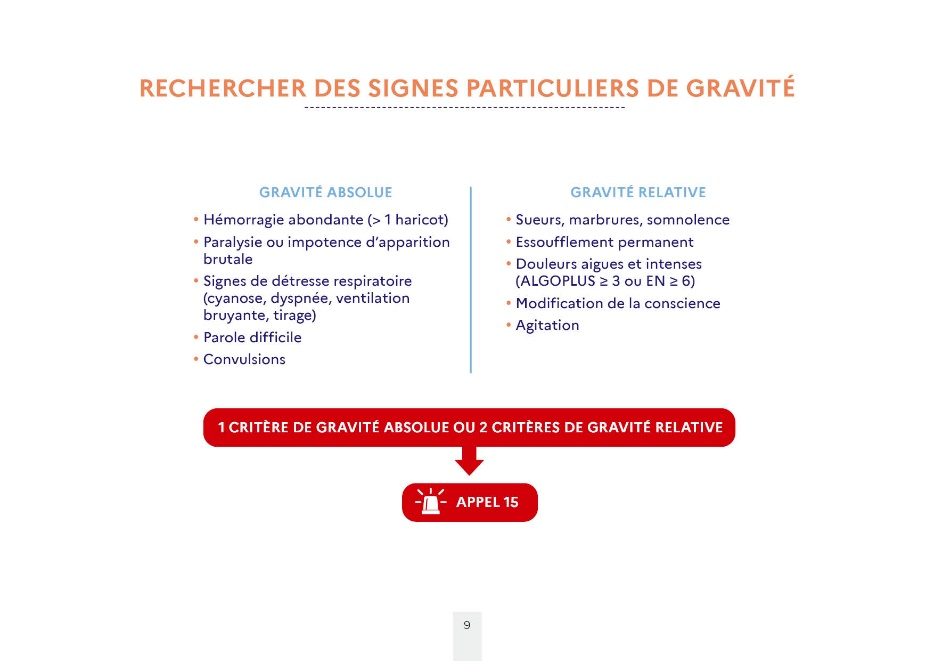 RECHERCHER DES SIGNES PARTICULIERS DE GRAVITÉ
GRAVITÉ ABSOLUE
• Hémorragie abondante (> 1 haricot)
• Paralysie ou impotence d'apparition
brutale
• Signes de détresse respiratoire
(cyanose, dyspnée, ventilation
bruyante, tirage)
• Parole difficile
• Convulsions
GRAVITÉ RELATIVE
• Sueurs, marbrures, somnolence
• Essoufflement permanent
• Douleurs aigues et intenses
(ALGOPLUS ≥ 3 ou EN ≥ 6)
• Modification de la conscience
• Agitation
1 CRITÈRE DE GRAVITÉ ABSOLUE OU 2 CRITÈRES DE GRAVITÉ RELATIVE
APPEL 15
9